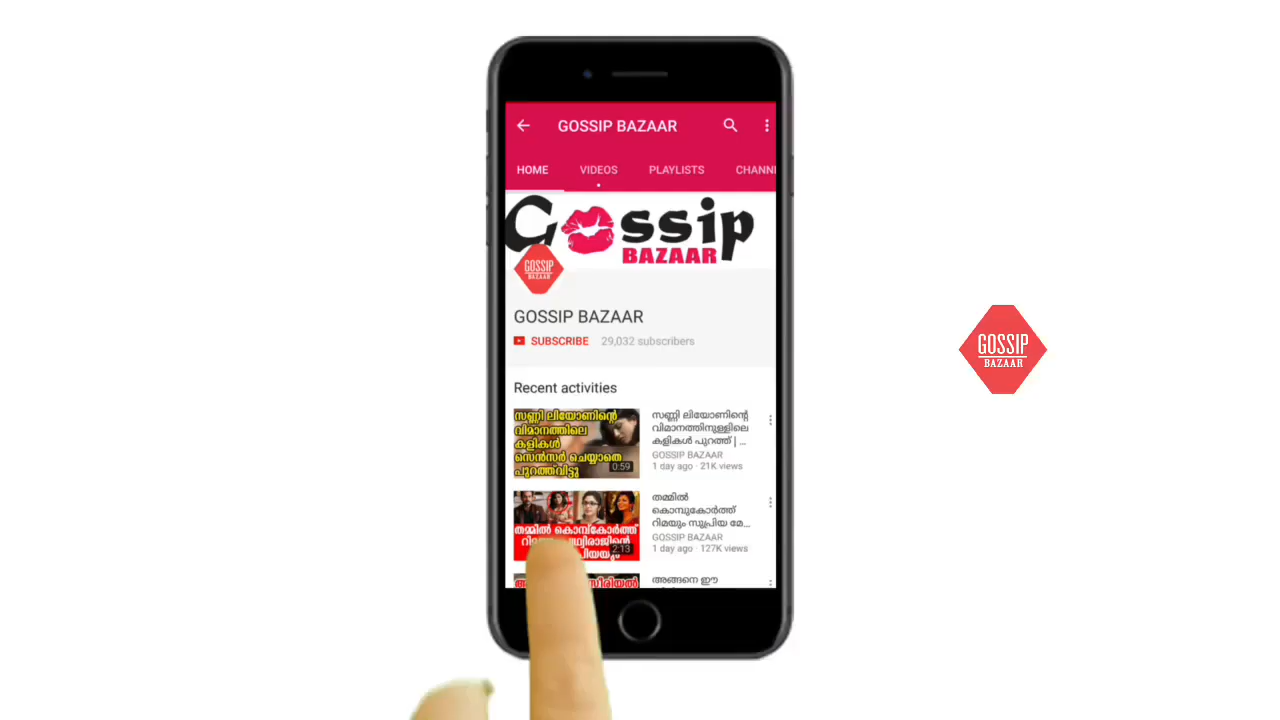 GOSSIP BAZAAR
HOME VIDEOS PLAYLISTS CHANNE
Gossip
BAZAAR
GOSSIP
BAZAAR
GOSSIP BAZAAR
SUBSCRIBE 29,032 subscribers
Recent activities
സണ്ണി ലിയോണിന്റെ
വിമാനത്തിലെ
കളികൾ
സെൻസർ ചെയ്യാതെ
പുറത്ത്‌വിട്ടു
0:59
സണ്ണി ലിയോണിന്റെ
വിമാനത്തിനുള്ളിലെ
കളികൾ പുറത്ത് | ...
GOSSIP BAZAAR
1 day ago · 21K views
തമ്മിൽ കൊമ്പ്കോർത്ത്
2:13
തമ്മിൽ
കൊമ്പുകോർത്ത്
റിമയും സുപ്രിയ മേ...
GOSSIP BAZAAR
1 day ago · 127K views
അങ്ങനെ ഈ
GOSSIP
BAZAAR